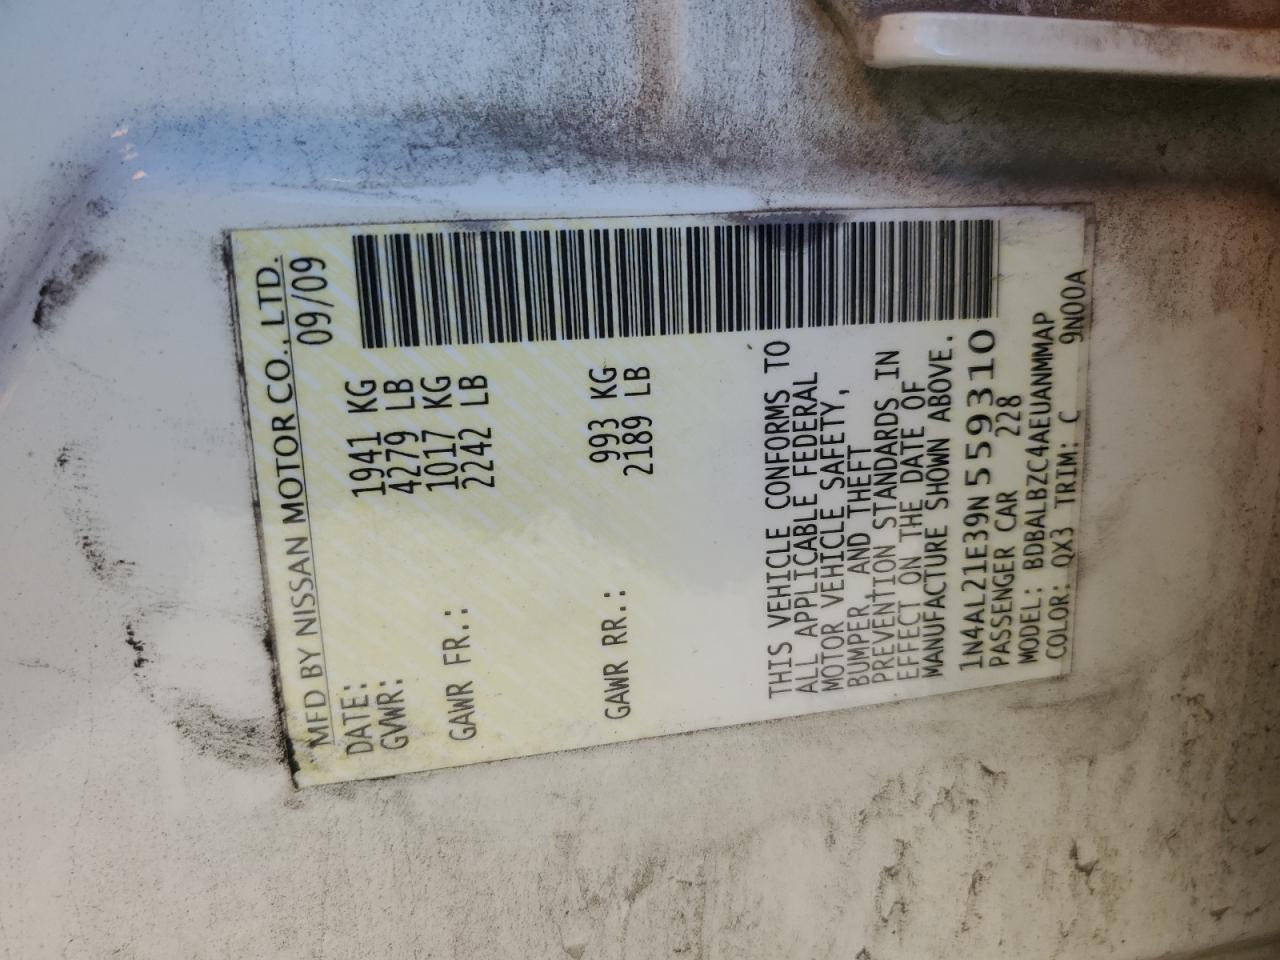 MFD BY NISSAN MOTOR CO., LTD.
DATE: 09/09
GVWR: 1941 KG
4279 LB
GAWR FR.: 1017 KG
2242 LB
GAWR RR.: 993 KG
2189 LB
THIS VEHICLE CONFORMS TO
ALL APPLICABLE FEDERAL
MOTOR VEHICLE SAFETY,
BUMPER, AND THEFT
PREVENTION STANDARDS IN
EFFECT ON THE DATE OF
MANUFACTURE SHOWN ABOVE.
1N4AL21E39N559310
PASSENGER CAR 228
MODEL: BDBALBZC4AEUANMMAP
COLOR: QX3 TRIM: C 9N00A